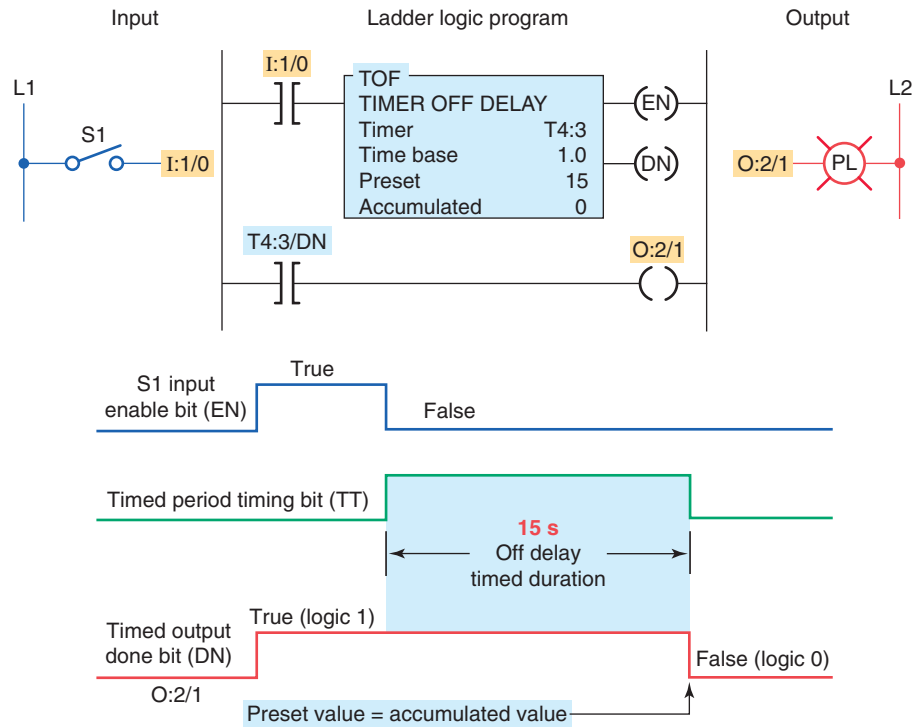 Input
Ladder logic program
Output
L1
S1
I:1/0
I:1/0
TOF
TIMER OFF DELAY
Timer T4:3
Time base 1.0
Preset 15
Accumulated 0
EN
DN
L2
O:2/1
PL
T4:3/DN
O:2/1
S1 input
enable bit (EN)
True
False
Timed period timing bit (TT)
15 s
Off delay
timed duration
Timed output
done bit (DN)
O:2/1
True (logic 1)
False (logic 0)
Preset value = accumulated value